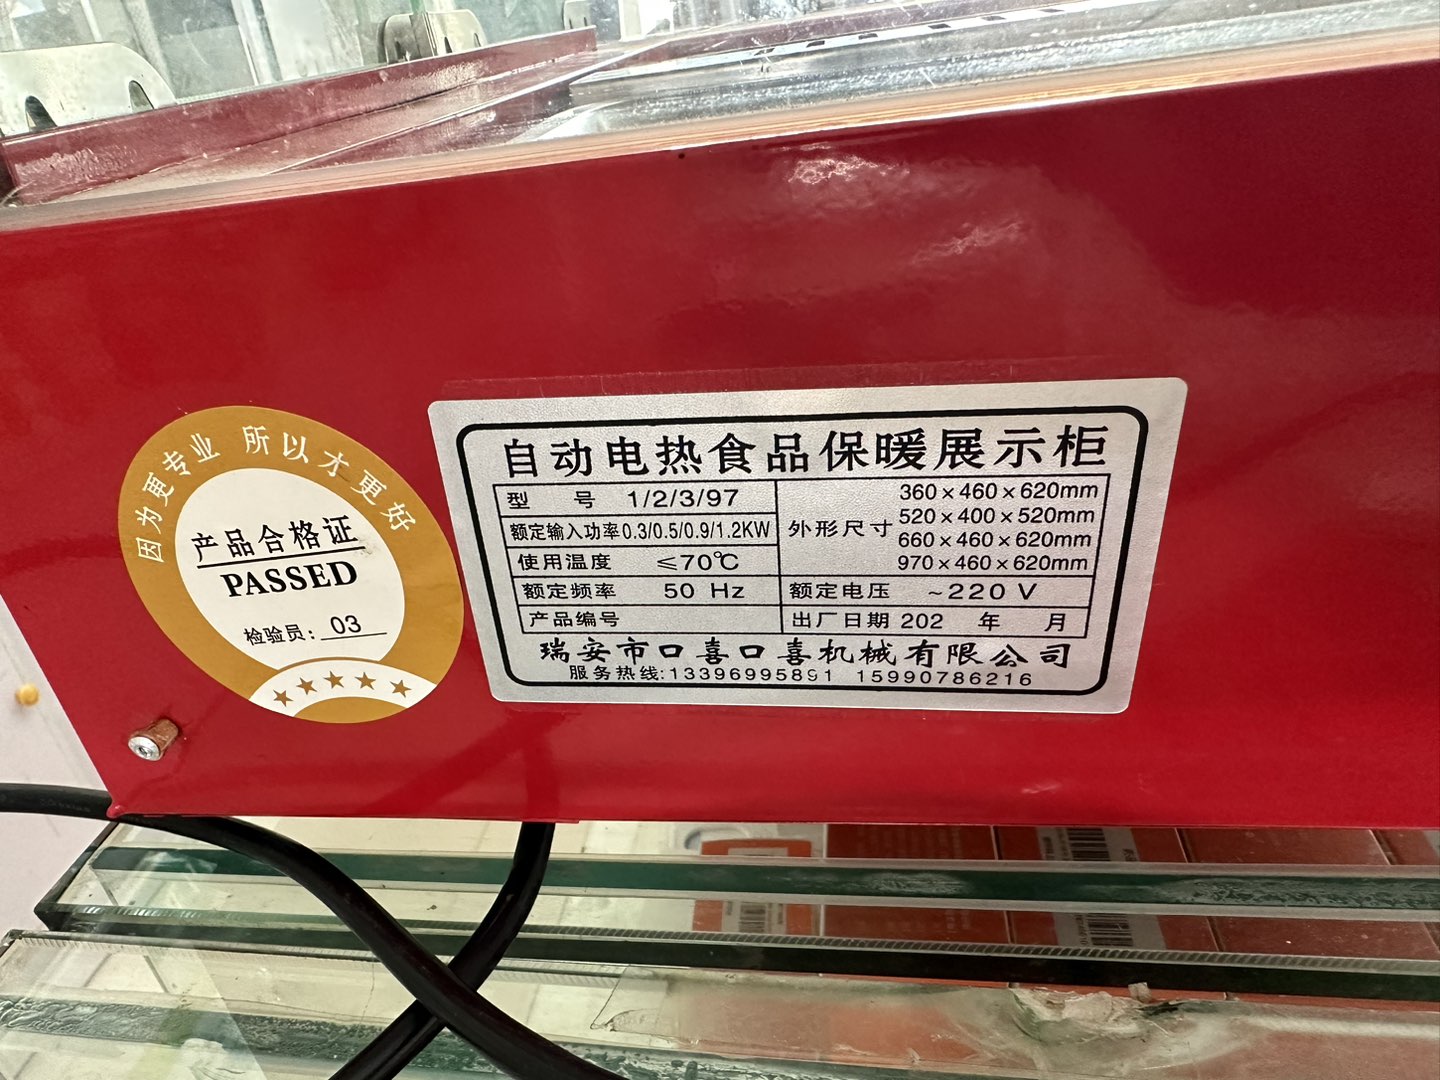 因为更专业 所以才更好
产品合格证
PASSED
检验员: 03
自动电热食品保暖展示柜
型 号 1/2/3/97
额定输入功率 0.3/0.5/0.9/1.2KW
使用温度 ≤70℃
额定频率 50 Hz
产品编号
外形尺寸
360×460×620mm
520×400×520mm
660×460×620mm
970×460×620mm
额定电压 ~220 V
出厂日期 202 年 月
瑞安市口喜口喜机械有限公司
服务热线:13396995891 15990786216